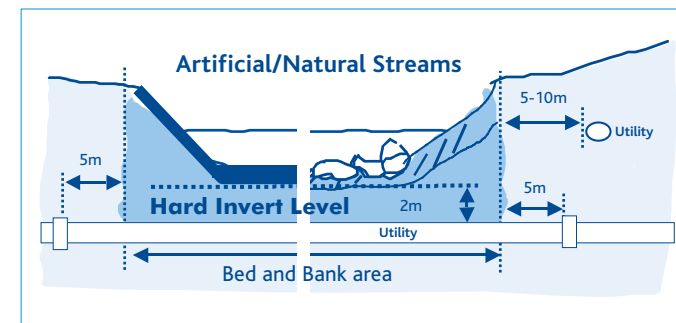 Artificial/Natural Streams
5-10m
Utility
5m
Hard Invert Level
2m
5m
Utility
Bed and Bank area